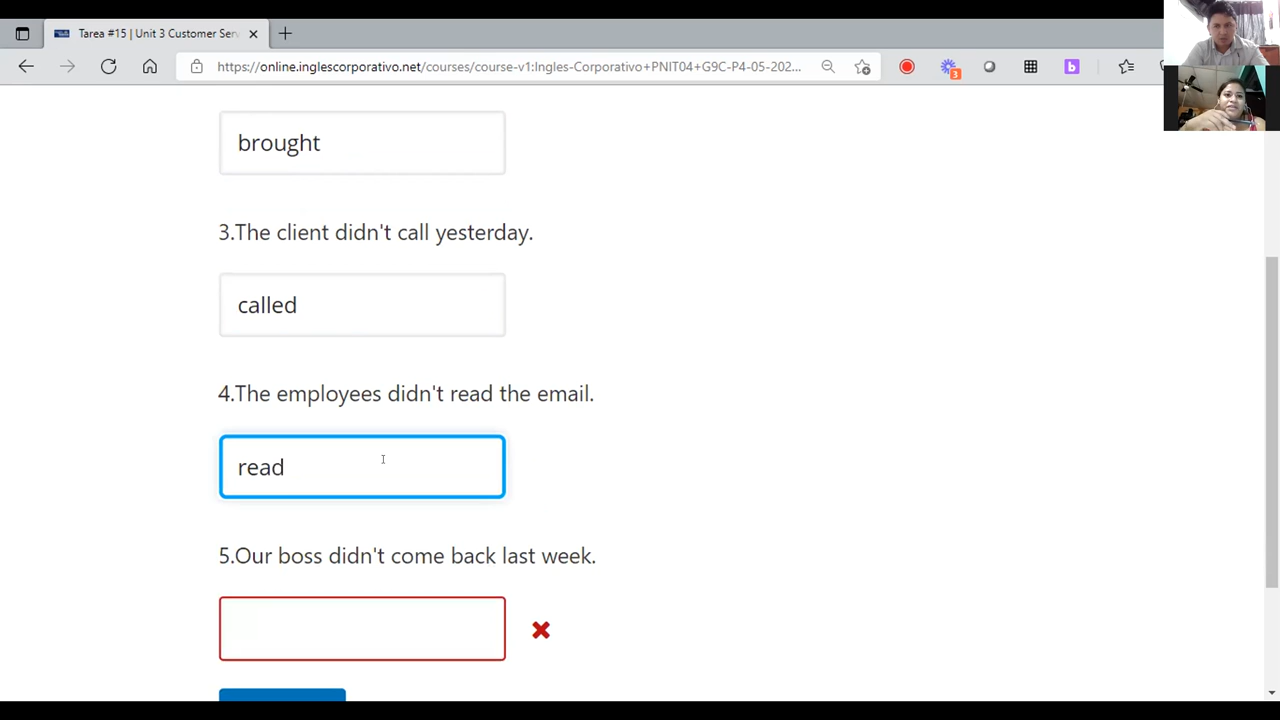 Tarea #15 | Unit 3 Customer Ser
https://online.inglescorporativo.net/courses/course-v1:Ingles-Corporativo+PNIT04+G9C-P4-05-202...
3
b
brought
3.The client didn't call yesterday.
called
4.The employees didn't read the email.
read
5.Our boss didn't come back last week.